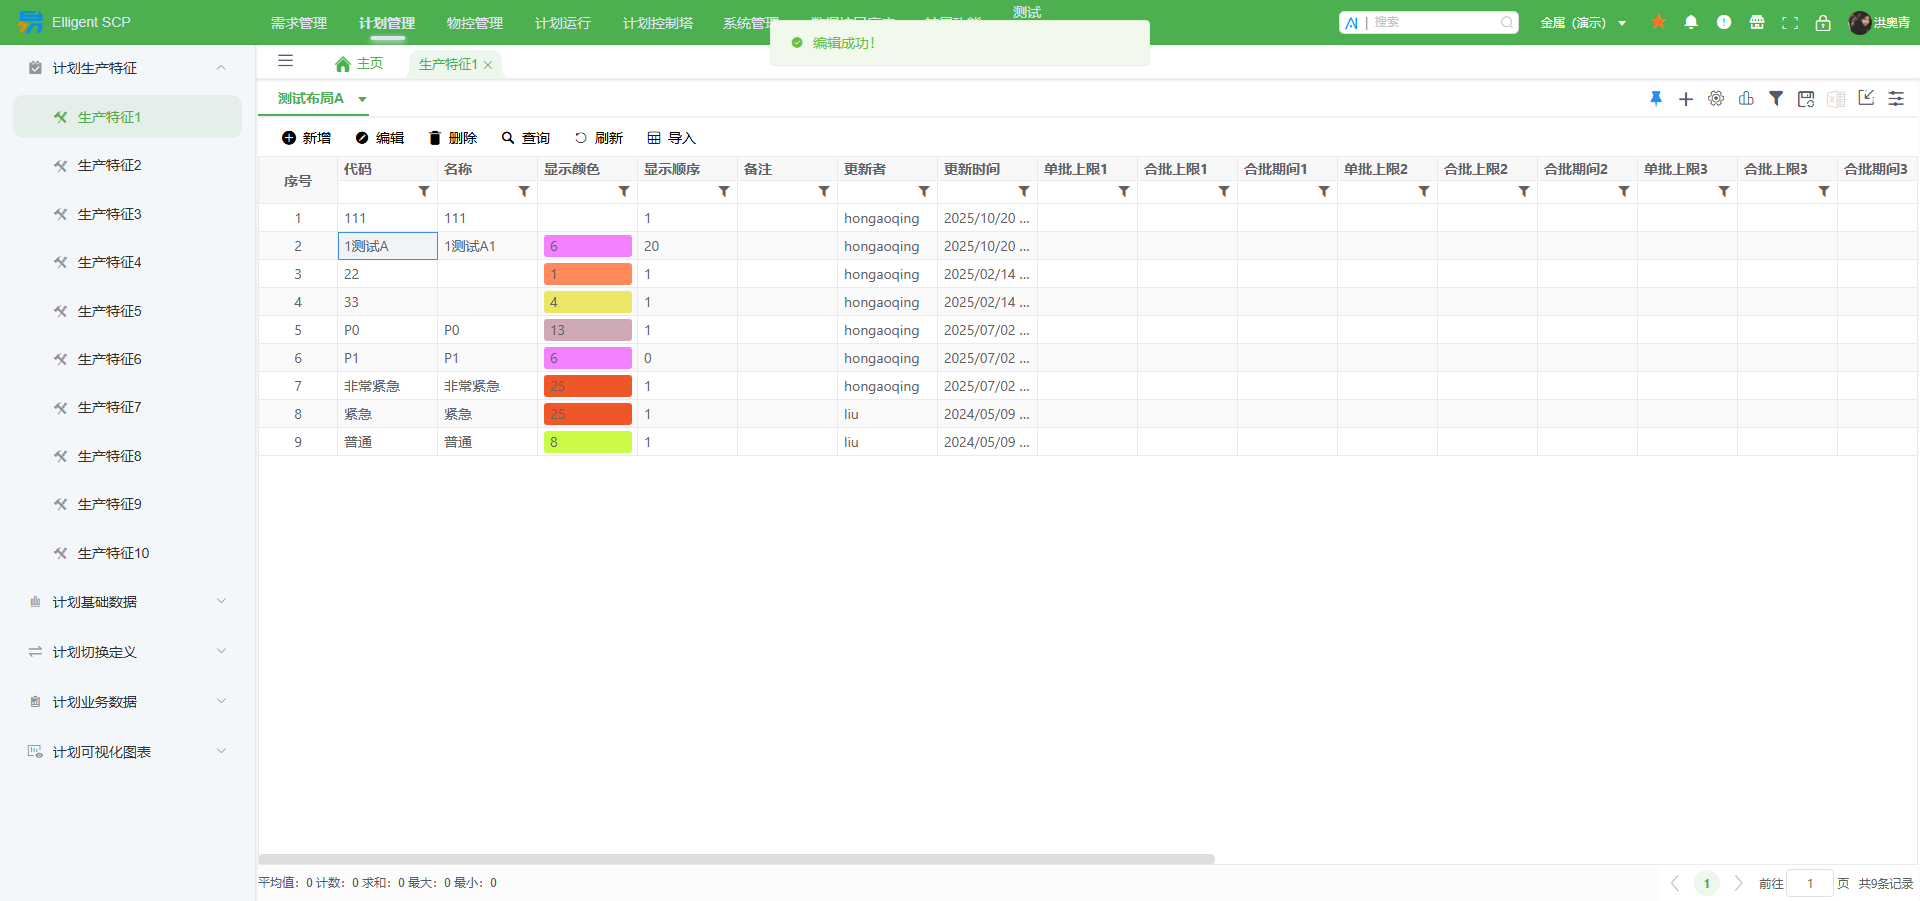 Elligent SCP
需求管理 计划管理 物控管理 计划运行 计划控制塔 系统管理
测试
AI | 搜索
金属（演示）
洪奥青
编辑成功！
计划生产特征
生产特征1
生产特征2
生产特征3
生产特征4
生产特征5
生产特征6
生产特征7
生产特征8
生产特征9
生产特征10
计划基础数据
计划切换定义
计划业务数据
计划可视化图表
主页 生产特征1
测试布局A
新增 编辑 删除 查询 刷新 导入
序号 代码 名称 显示颜色 显示顺序 备注 更新者 更新时间 单批上限1 合批上限1 合批期间1 单批上限2 合批上限2 合批期间2 单批上限3 合批上限3 合批期间3
1 111 111 1 hongaoqing 2025/10/20 ...
2 1测试A 1测试A1 6 20 hongaoqing 2025/10/20 ...
3 22 1 1 hongaoqing 2025/02/14 ...
4 33 4 1 hongaoqing 2025/02/14 ...
5 P0 P0 13 1 hongaoqing 2025/07/02 ...
6 P1 P1 6 0 hongaoqing 2025/07/02 ...
7 非常紧急 非常紧急 25 1 hongaoqing 2025/07/02 ...
8 紧急 紧急 25 1 liu 2024/05/09 ...
9 普通 普通 8 1 liu 2024/05/09 ...
平均值：0 计数：0 求和：0 最大：0 最小：0
1 前往 1 页 共9条记录